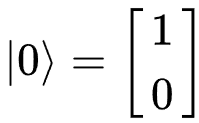 |0⟩ = [1
0]